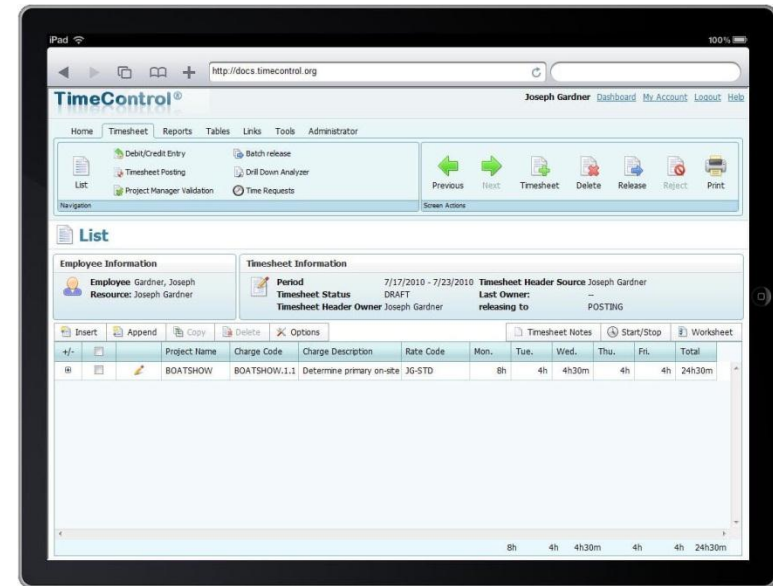 iPad 100%
http://docs.timecontrol.org
TimeControl® Joseph Gardner Dashboard My Account Logout Help
Home Timesheet Reports Tables Links Tools Administrator
Debit/Credit Entry Batch release
Timesheet Posting Drill Down Analyzer
List Project Manager Validation Time Requests
Previous Next Timesheet Delete Release Reject Print
Navigation Screen Actions
List
Employee Information Timesheet Information
Employee Gardner, Joseph Period 7/17/2010 - 7/23/2010 Timesheet Header Source Joseph Gardner
Resource: Joseph Gardner Timesheet Status DRAFT Last Owner: --
Timesheet Header Owner Joseph Gardner releasing to POSTING
Insert Append Copy Delete Options Timesheet Notes Start/Stop Worksheet
+/- Project Name Charge Code Charge Description Rate Code Mon. Tue. Wed. Thu. Fri. Total
BOATSHOW BOATSHOW.1.1 Determine primary on-site JG-STD 8h 4h 4h30m 4h 4h 24h30m
8h 4h 4h30m 4h 4h 24h30m